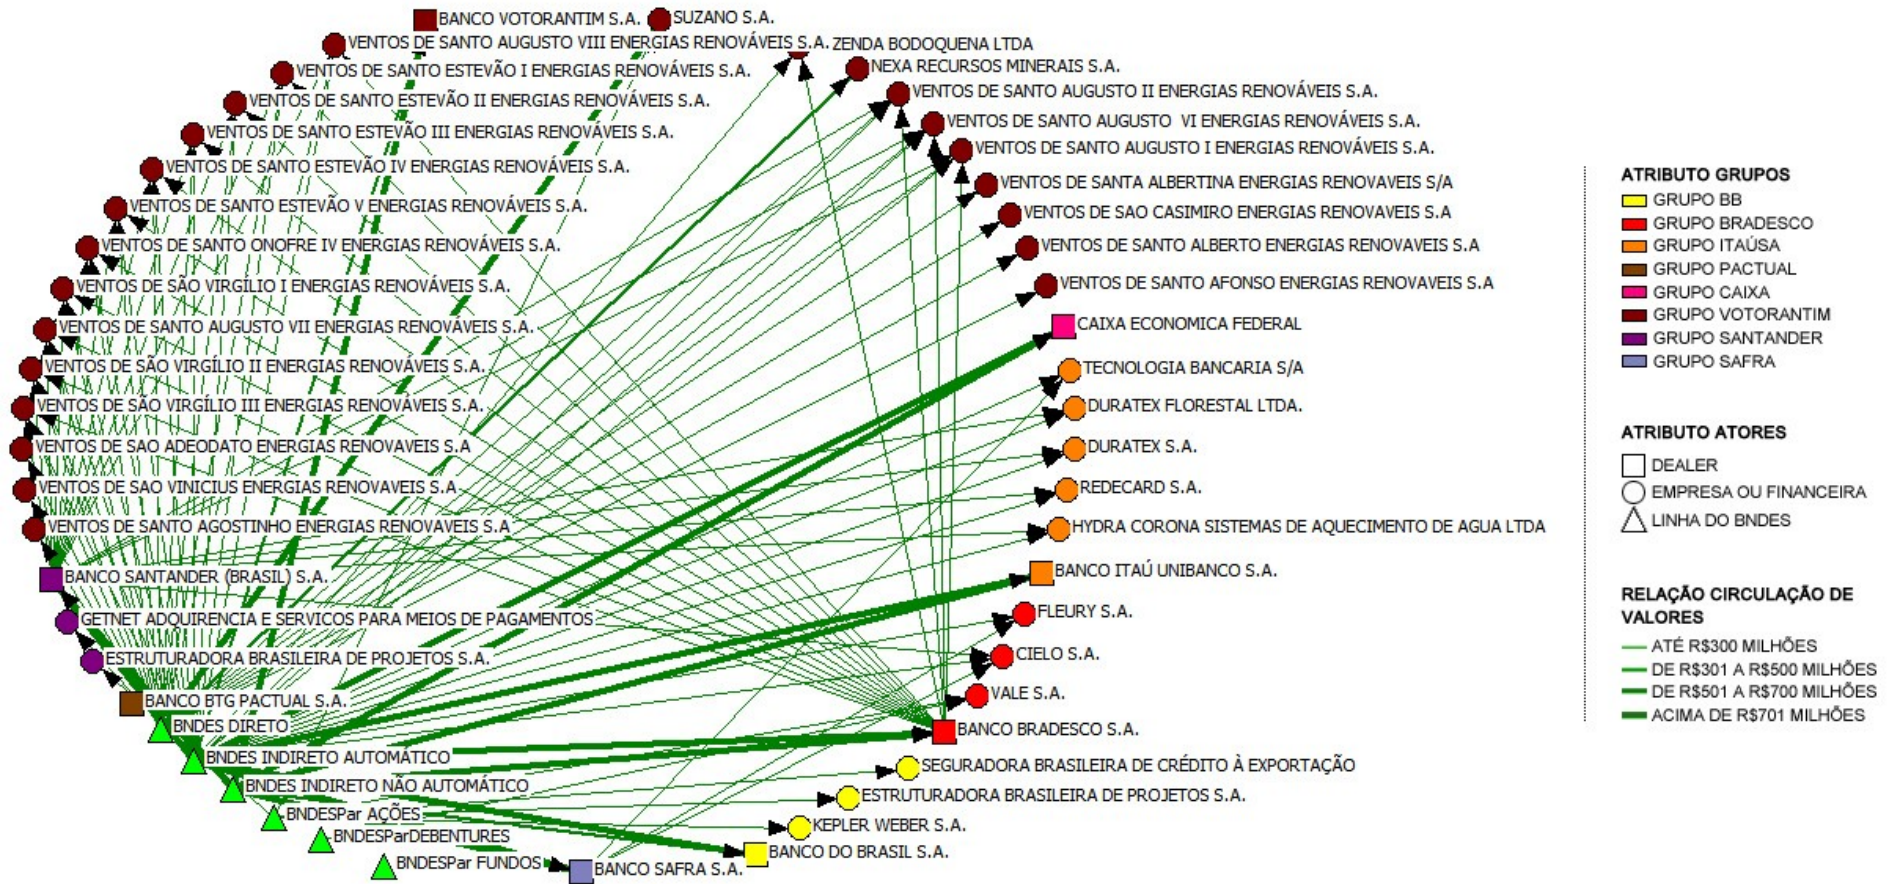 BANCO VOTORANTIM S.A.
SUZANO S.A.
VENTOS DE SANTO AUGUSTO VIII ENERGIAS RENOVÁVEIS S.A.
ZENDA BODOQUENA LTDA
VENTOS DE SANTO ESTEVÃO I ENERGIAS RENOVÁVEIS S.A.
NEXA RECURSOS MINERAIS S.A.
VENTOS DE SANTO ESTEVÃO II ENERGIAS RENOVÁVEIS S.A.
VENTOS DE SANTO AUGUSTO II ENERGIAS RENOVÁVEIS S.A.
VENTOS DE SANTO ESTEVÃO III ENERGIAS RENOVÁVEIS S.A.
VENTOS DE SANTO AUGUSTO VI ENERGIAS RENOVÁVEIS S.A.
VENTOS DE SANTO ESTEVÃO IV ENERGIAS RENOVÁVEIS S.A.
VENTOS DE SANTO AUGUSTO I ENERGIAS RENOVÁVEIS S.A.
VENTOS DE SANTA ALBERTINA ENERGIAS RENOVAVEIS S/A
VENTOS DE SANTO ESTEVÃO V ENERGIAS RENOVÁVEIS S.A.
VENTOS DE SAO CASIMIRO ENERGIAS RENOVAVEIS S.A
VENTOS DE SANTO ONOFRE IV ENERGIAS RENOVÁVEIS S.A.
VENTOS DE SANTO ALBERTO ENERGIAS RENOVAVEIS S.A
VENTOS DE SÃO VIRGÍLIO I ENERGIAS RENOVÁVEIS S.A.
VENTOS DE SANTO AFONSO ENERGIAS RENOVAVEIS S.A
VENTOS DE SANTO AUGUSTO VII ENERGIAS RENOVÁVEIS S.A.
CAIXA ECONOMICA FEDERAL
VENTOS DE SÃO VIRGÍLIO II ENERGIAS RENOVÁVEIS S.A.
TECNOLOGIA BANCARIA S/A
VENTOS DE SÃO VIRGÍLIO III ENERGIAS RENOVÁVEIS S.A.
DURATEX FLORESTAL LTDA.
VENTOS DE SAO ADEODATO ENERGIAS RENOVAVEIS S.A
DURATEX S.A.
VENTOS DE SAO VINICIUS ENERGIAS RENOVAVEIS S.A
REDECARD S.A.
VENTOS DE SANTO AGOSTINHO ENERGIAS RENOVAVEIS S.A
HYDRA CORONA SISTEMAS DE AQUECIMENTO DE AGUA LTDA
BANCO SANTANDER (BRASIL) S.A.
BANCO ITAÚ UNIBANCO S.A.
GETNET ADQUIRENCIA E SERVICOS PARA MEIOS DE PAGAMENTOS
FLEURY S.A.
ESTRUTURADORA BRASILEIRA DE PROJETOS S.A.
CIELO S.A.
BANCO BTG PACTUAL S.A.
VALE S.A.
BNDES DIRETO
BANCO BRADESCO S.A.
BNDES INDIRETO AUTOMÁTICO
SEGURADORA BRASILEIRA DE CRÉDITO À EXPORTAÇÃO
BNDES INDIRETO NÃO AUTOMÁTICO
ESTRUTURADORA BRASILEIRA DE PROJETOS S.A.
BNDESPar AÇÕES
KEPLER WEBER S.A.
BNDESParDEBENTURES
BANCO DO BRASIL S.A.
BNDESPar FUNDOS
BANCO SAFRA S.A.
ATRIBUTO GRUPOS
GRUPO BB
GRUPO BRADESCO
GRUPO ITAÚSA
GRUPO PACTUAL
GRUPO CAIXA
GRUPO VOTORANTIM
GRUPO SANTANDER
GRUPO SAFRA
ATRIBUTO ATORES
DEALER
EMPRESA OU FINANCEIRA
LINHA DO BNDES
RELAÇÃO CIRCULAÇÃO DE
VALORES
ATÉ R$300 MILHÕES
DE R$301 A R$500 MILHÕES
DE R$501 A R$700 MILHÕES
ACIMA DE R$701 MILHÕES